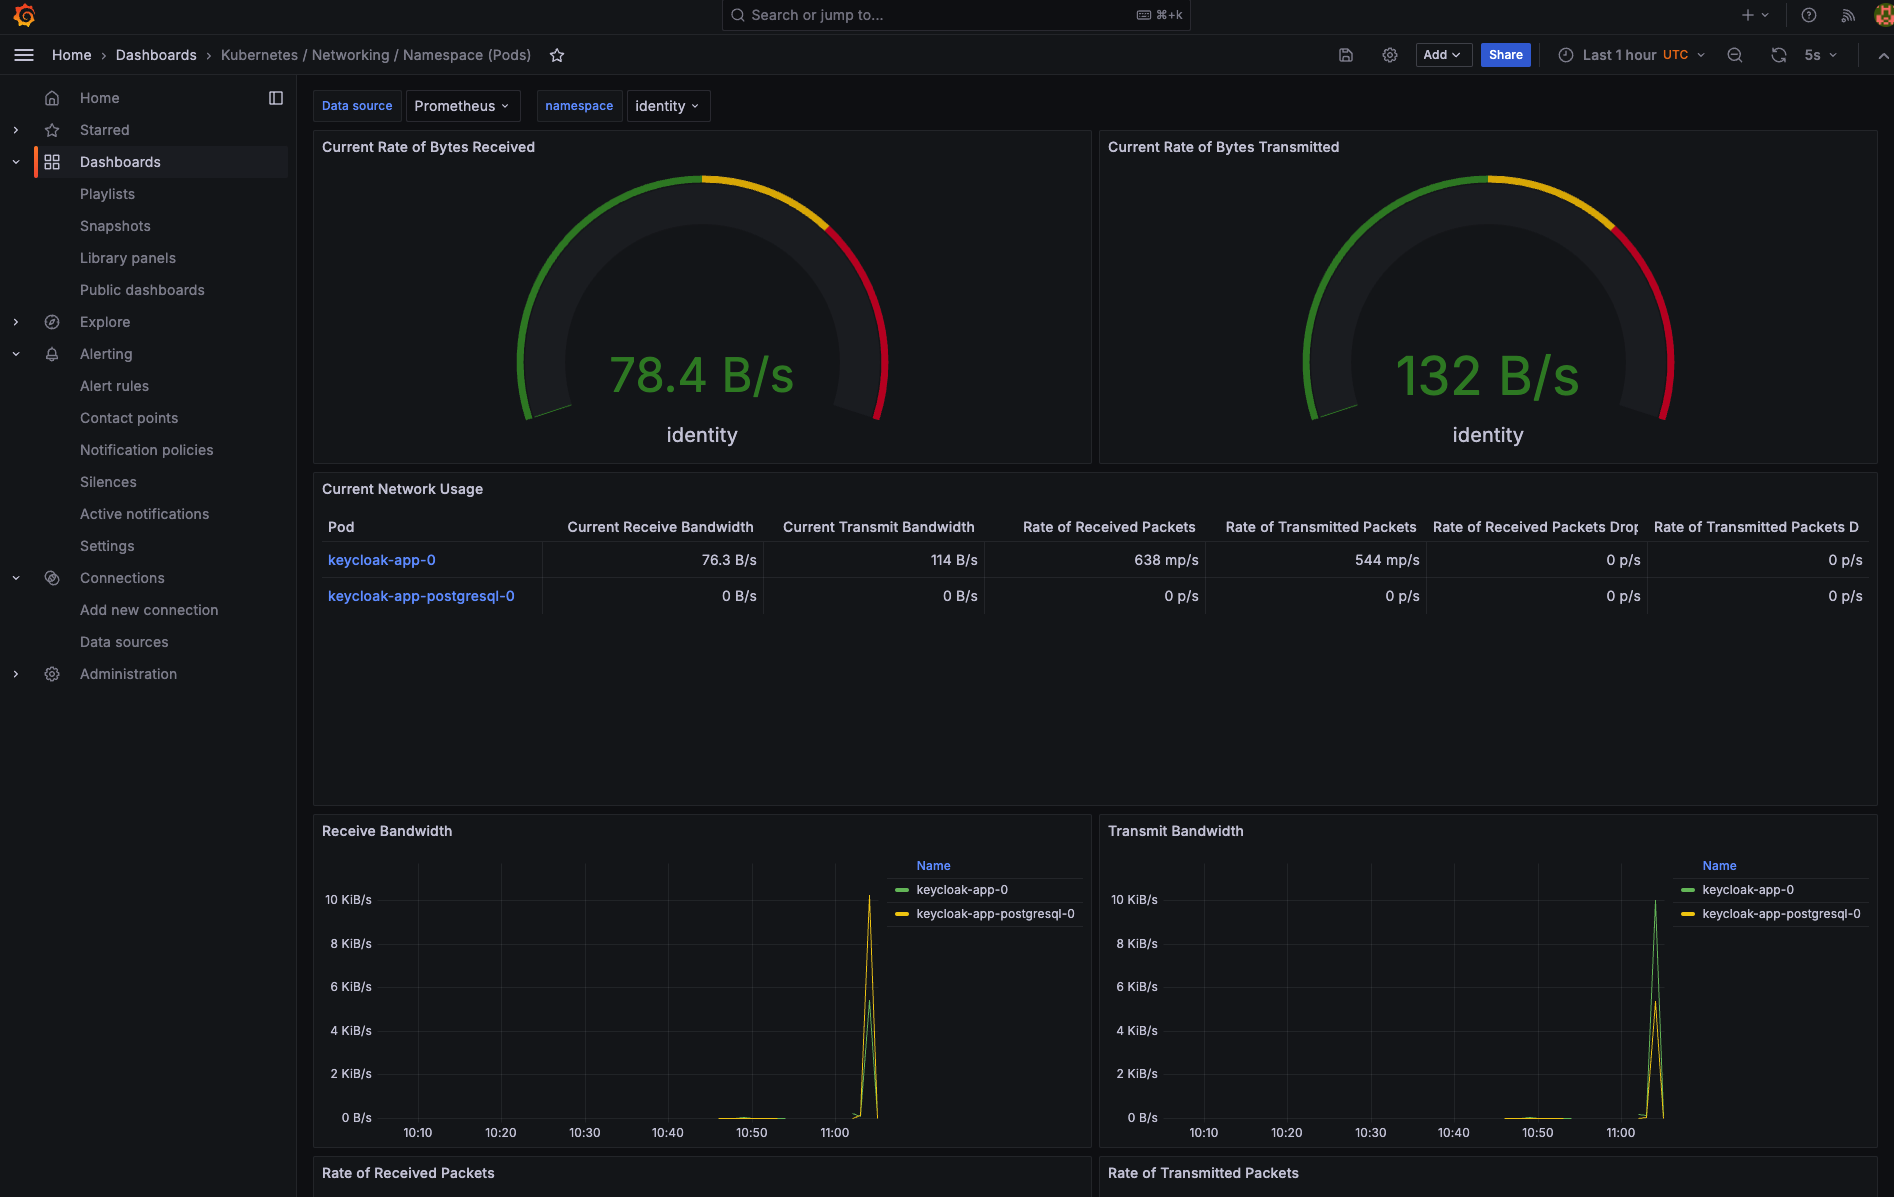 Search or jump to...
⌘+k
Home › Dashboards › Kubernetes / Networking / Namespace (Pods)
Add
Share
Last 1 hour UTC
5s
Home
Starred
Dashboards
Playlists
Snapshots
Library panels
Public dashboards
Explore
Alerting
Alert rules
Contact points
Notification policies
Silences
Active notifications
Settings
Connections
Add new connection
Data sources
Administration
Data source Prometheus namespace identity
Current Rate of Bytes Received
78.4 B/s
identity
Current Rate of Bytes Transmitted
132 B/s
identity
Current Network Usage
Pod Current Receive Bandwidth Current Transmit Bandwidth Rate of Received Packets Rate of Transmitted Packets Rate of Received Packets Drop Rate of Transmitted Packets D
keycloak-app-0 76.3 B/s 114 B/s 638 mp/s 544 mp/s 0 p/s 0 p/s
keycloak-app-postgresql-0 0 B/s 0 B/s 0 p/s 0 p/s 0 p/s 0 p/s
Receive Bandwidth
10 KiB/s
8 KiB/s
6 KiB/s
4 KiB/s
2 KiB/s
0 B/s
10:10 10:20 10:30 10:40 10:50 11:00
Name
keycloak-app-0
keycloak-app-postgresql-0
Transmit Bandwidth
10 KiB/s
8 KiB/s
6 KiB/s
4 KiB/s
2 KiB/s
0 B/s
10:10 10:20 10:30 10:40 10:50 11:00
Name
keycloak-app-0
keycloak-app-postgresql-0
Rate of Received Packets
Rate of Transmitted Packets